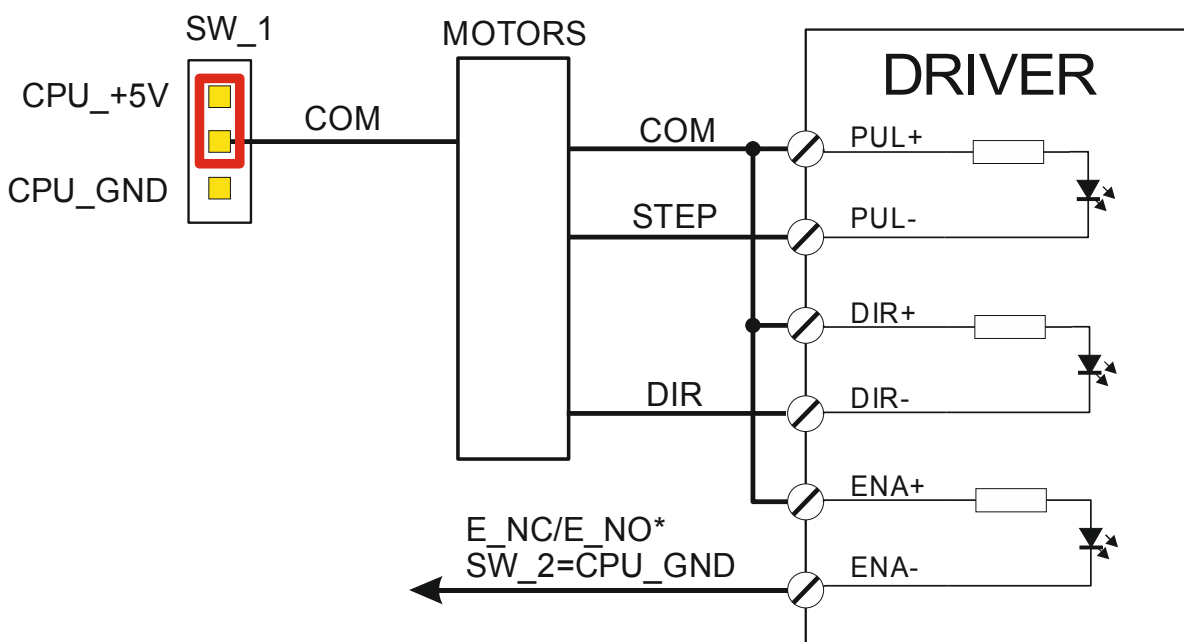 SW_1
CPU_+5V
CPU_GND
COM
MOTORS
COM
STEP
DIR
DRIVER
PUL+
PUL-
DIR+
DIR-
ENA+
ENA-
E_NC/E_NO*
SW_2=CPU_GND